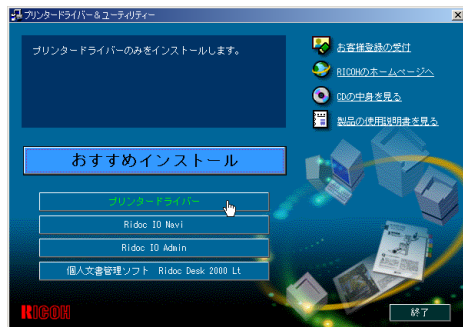 プリンタードライバー＆ユーティリティー
プリンタードライバーのみをインストールします。
お客様登録の受付
RICOHのホームページへ
CDの中身を見る
製品の使用説明書を見る
おすすめインストール
プリンタードライバー
Ridoc IO Navi
Ridoc IO Admin
個人文書管理ソフト Ridoc Desk 2000 Lt
RICOH
終了